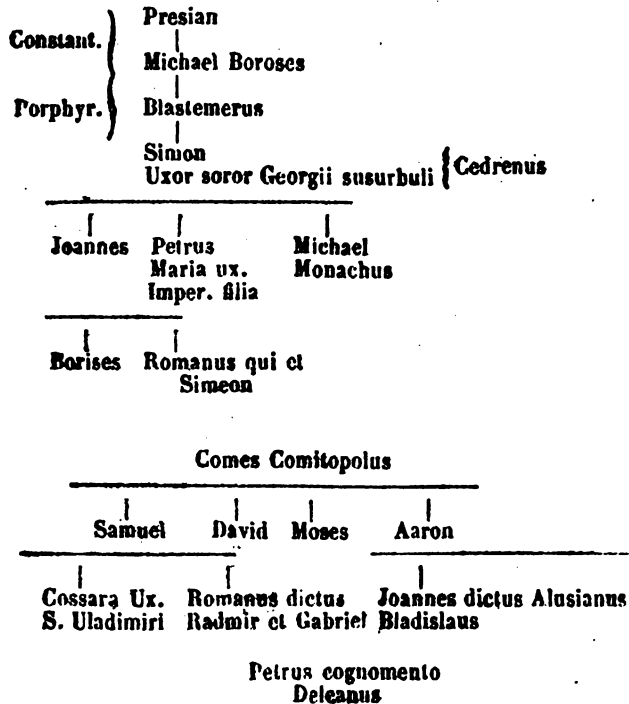 Presian
Constant.
Michael Boroses
Porphyr. Blastemerus
Simon
Uxor soror Georgii susurbuli Cedrenus
Joannes Petrus Michael
Maria ux. Monachus
Imper. filia
Borises Romanus qui et
Simeon
Comes Comitopolus
Samuel David Moses Aaron
Cossara Ux. Romanus dictus Joannes dictus Alusianus
S. Uladimiri Radmir et Gabriel Bladislaus
Petrus cognomento
Deleanus